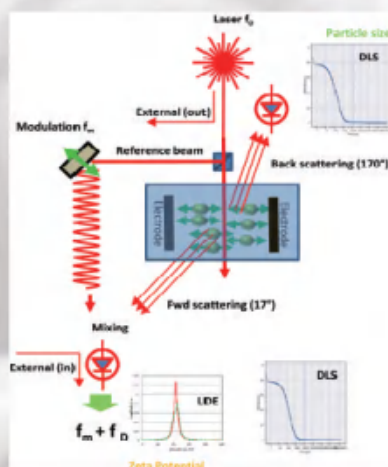 Laser f₀
Particle size
DLS
External (out)
Modulation fₘ
Reference beam
Back scattering (170°)
Electrode
Electrode
Fwd scattering (17°)
Mixing
External (in)
LDE
DLS
fₘ + f_D
Zeta Potential